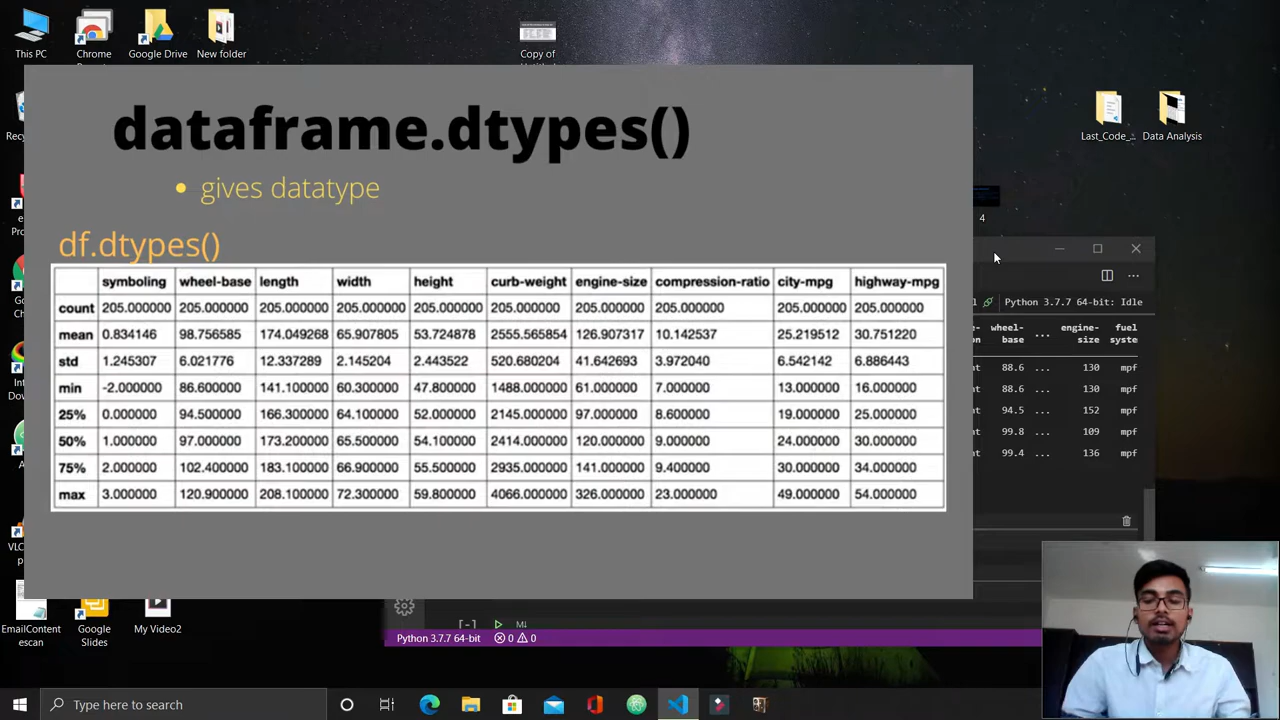 This PC
Chrome
Google Drive
New folder
Copy of
dataframe.dtypes()
gives datatype
df.dtypes()
symboling wheel-base length width height curb-weight engine-size compression-ratio city-mpg highway-mpg
count 205.000000 205.000000 205.000000 205.000000 205.000000 205.000000 205.000000 205.000000 205.000000 205.000000
mean 0.834146 98.756585 174.049268 65.907805 53.724878 2555.565854 126.907317 10.142537 25.219512 30.751220
std 1.245307 6.021776 12.337289 2.145204 2.443522 520.680204 41.642693 3.972040 6.542142 6.886443
min -2.000000 86.600000 141.100000 60.300000 47.800000 1488.000000 61.000000 7.000000 13.000000 16.000000
25% 0.000000 94.500000 166.300000 64.100000 52.000000 2145.000000 97.000000 8.600000 19.000000 25.000000
50% 1.000000 97.000000 173.200000 65.500000 54.100000 2414.000000 120.000000 9.000000 24.000000 30.000000
75% 2.000000 102.400000 183.100000 66.900000 55.500000 2935.000000 141.000000 9.400000 30.000000 34.000000
max 3.000000 120.900000 208.100000 72.300000 59.800000 4066.000000 326.000000 23.000000 49.000000 54.000000
Last_Code_...
Data Analysis
4
Python 3.7.7 64-bit: Idle
wheel- ... engine- fuel
base size syste
88.6 ... 130 mpf
88.6 ... 130 mpf
94.5 ... 152 mpf
99.8 ... 109 mpf
99.4 ... 136 mpf
EmailContentescan
Google Slides
My Video2
[-] M↓
Python 3.7.7 64-bit 0 0
Type here to search